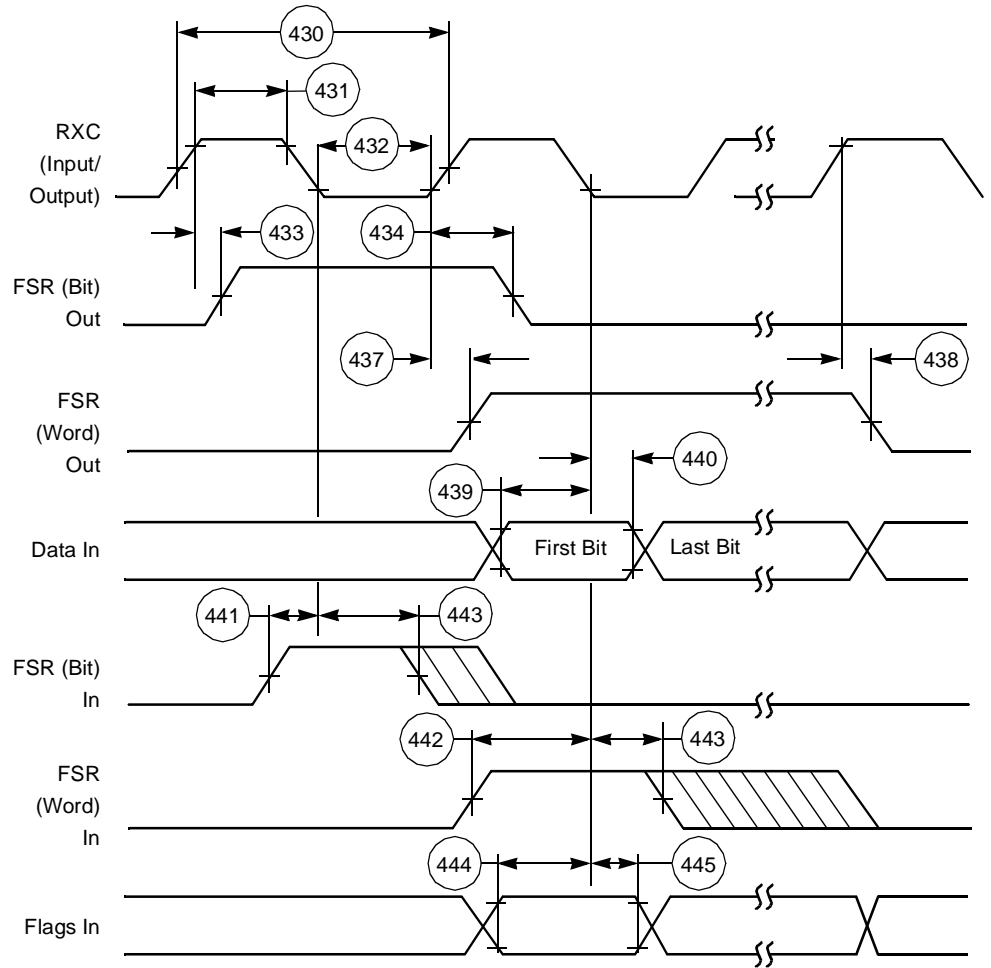 430
431
RXC
(Input/
Output)
432
433
434
FSR (Bit)
Out
437
438
FSR
(Word)
Out
440
439
Data In
First Bit
Last Bit
441
443
FSR (Bit)
In
442
443
FSR
(Word)
In
444
445
Flags In